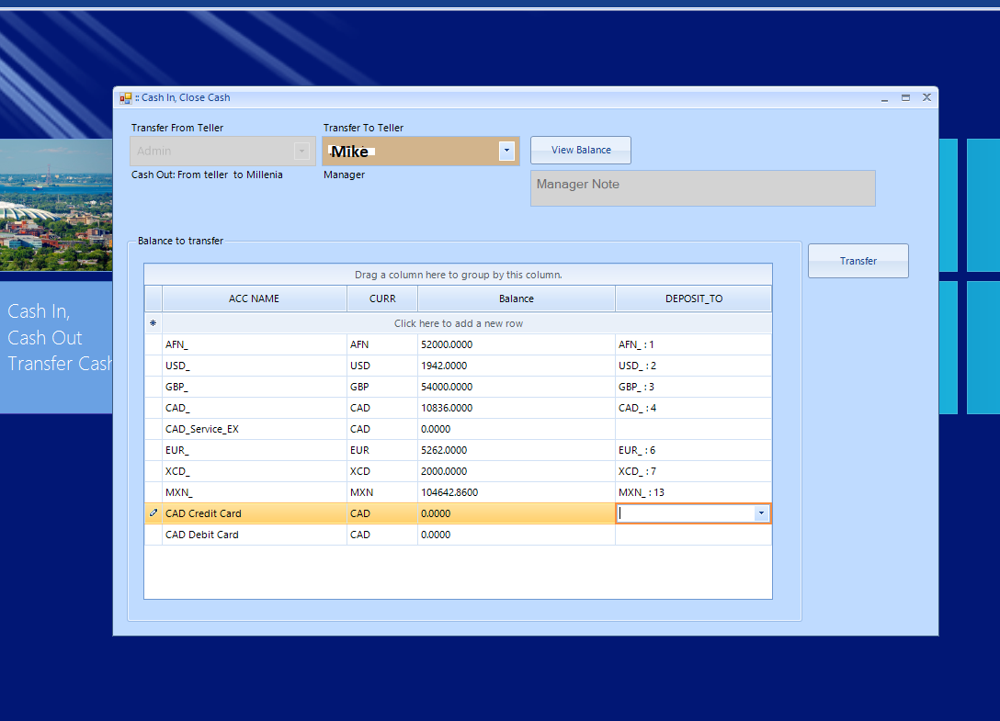 :: Cash In, Close Cash
Transfer From Teller
Transfer To Teller
Admin
Mike
View Balance
Cash Out: From teller  to Millenia
Manager
Manager Note
Balance to transfer
Transfer
Drag a column here to group by this column.
ACC NAME CURR Balance DEPOSIT_TO
Click here to add a new row
AFN_ AFN 52000.0000 AFN_ : 1
USD_ USD 1942.0000 USD_ : 2
GBP_ GBP 54000.0000 GBP_ : 3
CAD_ CAD 10836.0000 CAD_ : 4
CAD_Service_EX CAD 0.0000
EUR_ EUR 5262.0000 EUR_ : 6
XCD_ XCD 2000.0000 XCD_ : 7
MXN_ MXN 104642.8600 MXN_ : 13
CAD Credit Card CAD 0.0000
CAD Debit Card CAD 0.0000
Cash In,
Cash Out
Transfer Cash